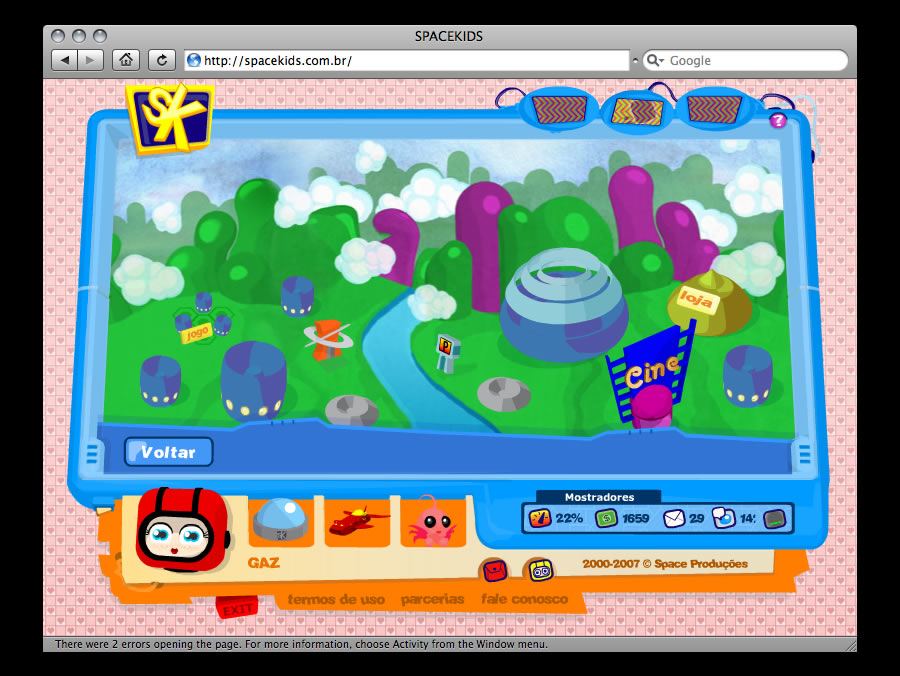 SPACEKIDS
http://spacekids.com.br/
Google
?
loja
jogo
Cine
Voltar
Mostradores
22% 1659 29
GAZ
2000-2007 © Space Produções
termos de uso parcerias fale conosco
EXIT
There were 2 errors opening the page. For more information, choose Activity from the Window menu.